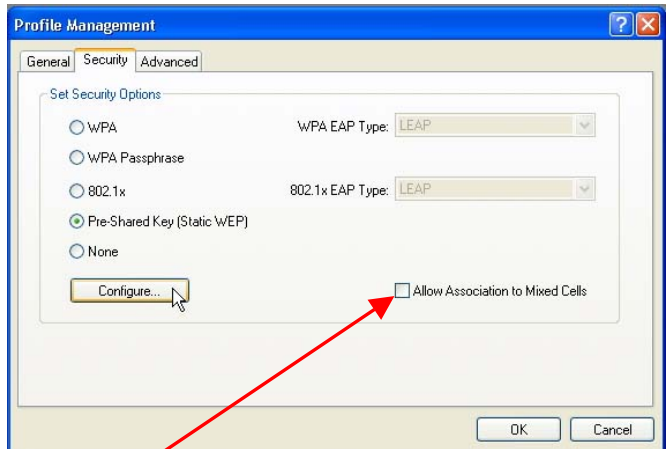 Profile Management
General Security Advanced
Set Security Options
WPA WPA EAP Type: LEAP
WPA Passphrase
802.1x 802.1x EAP Type: LEAP
Pre-Shared Key (Static WEP)
None
Configure... Allow Association to Mixed Cells
OK Cancel